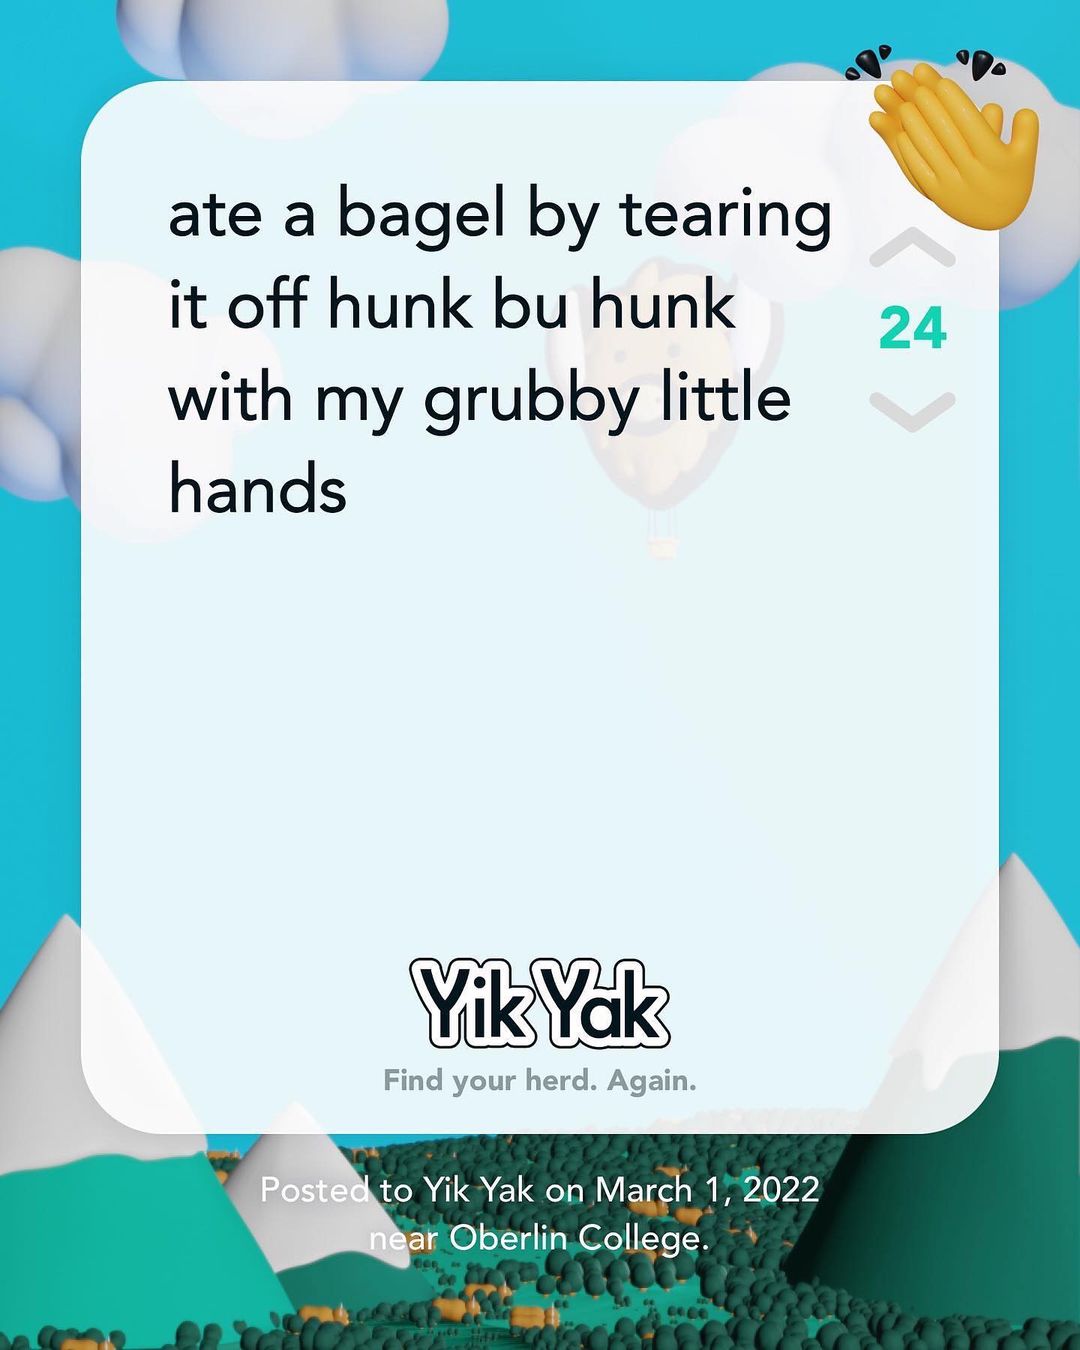 ate a bagel by tearing
it off hunk bu hunk
with my grubby little
hands
24
Yik Yak
Find your herd. Again.
Posted to Yik Yak on March 1, 2022
near Oberlin College.